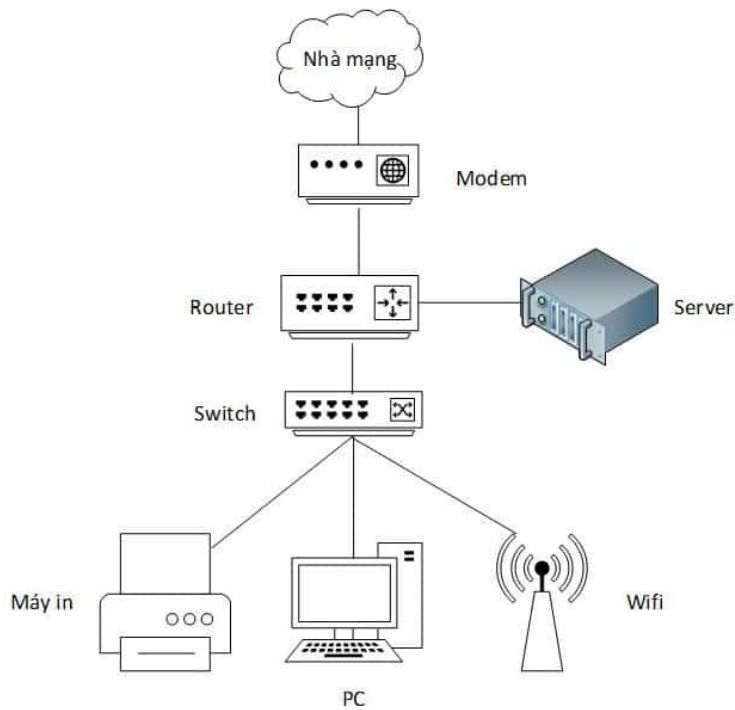 Nhà mạng
Modem
Router
Server
Switch
Máy in
Wifi
PC